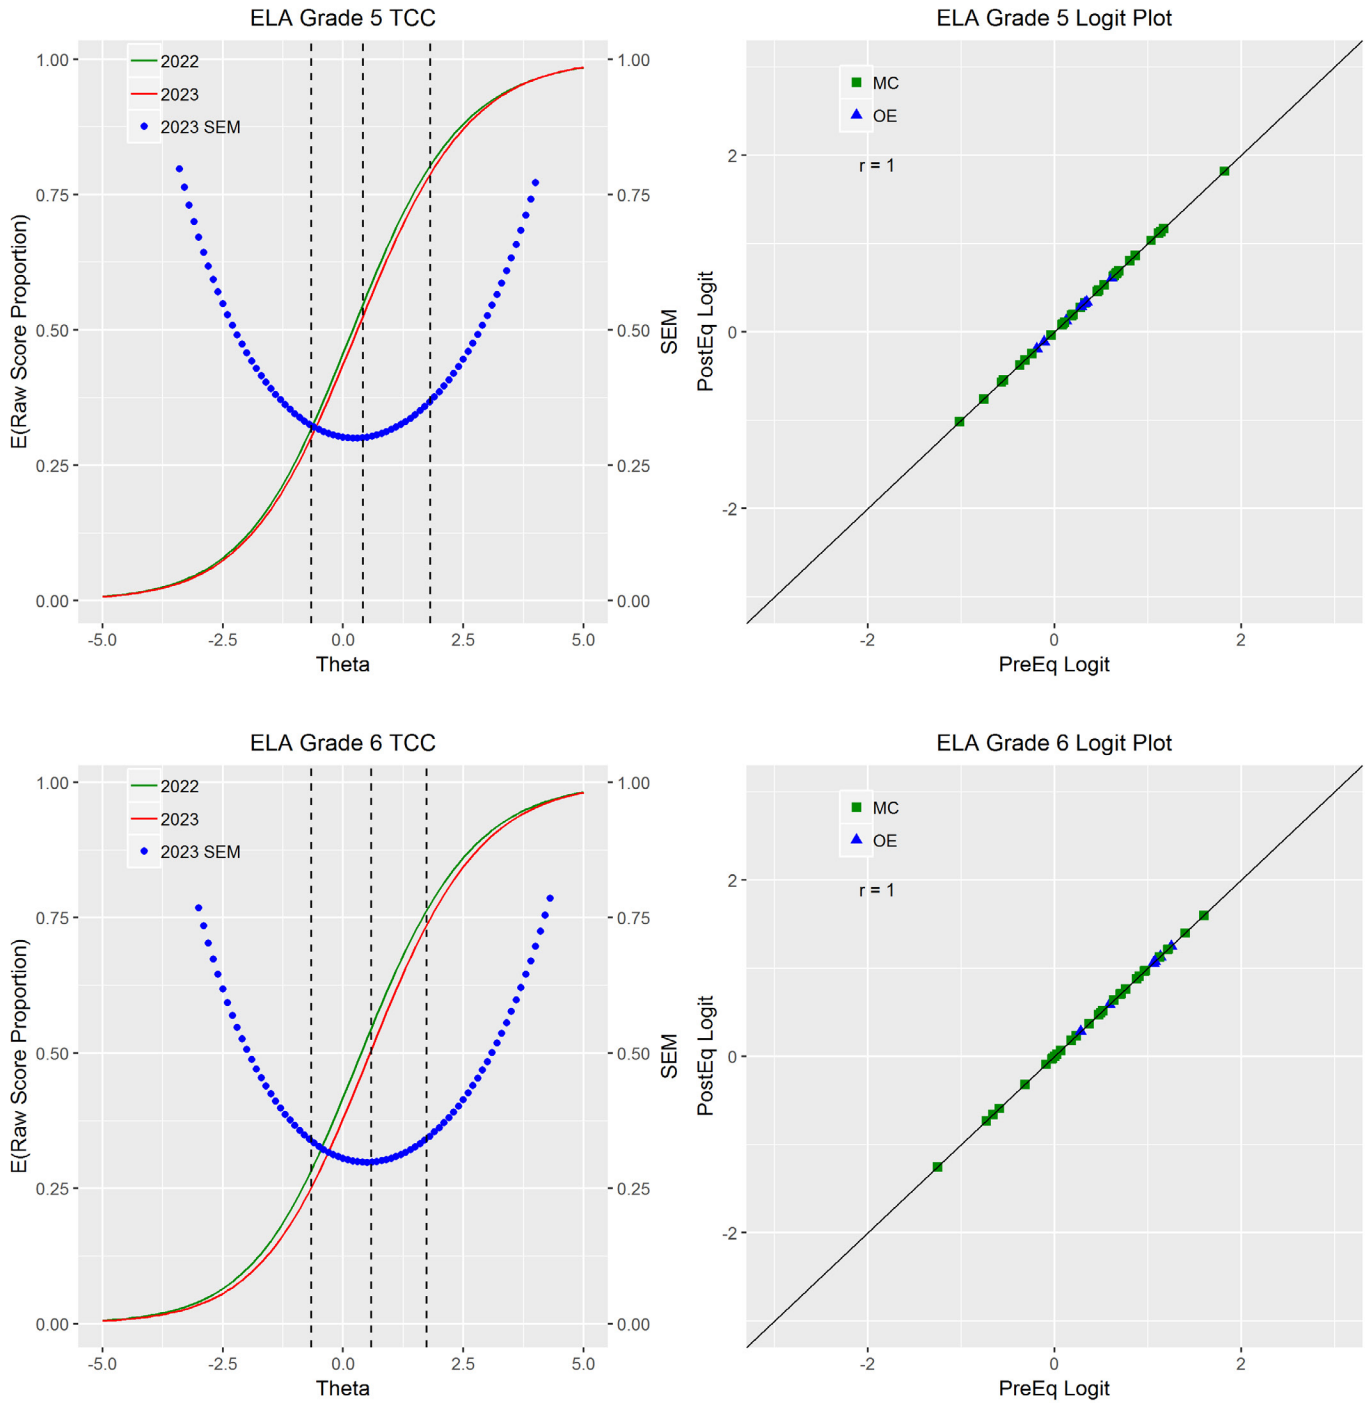 ELA Grade 5 TCC
1.00
0.75
0.50
0.25
0.00
E(Raw Score Proportion)
2022
2023
2023 SEM
1.00
0.75
0.50
0.25
0.00
SEM
-5.0 -2.5 0.0 2.5 5.0
Theta
ELA Grade 5 Logit Plot
MC
OE
r = 1
2
0
-2
PostEq Logit
-2 0 2
PreEq Logit
ELA Grade 6 TCC
1.00
0.75
0.50
0.25
0.00
E(Raw Score Proportion)
2022
2023
2023 SEM
1.00
0.75
0.50
0.25
0.00
SEM
-5.0 -2.5 0.0 2.5 5.0
Theta
ELA Grade 6 Logit Plot
MC
OE
r = 1
2
0
-2
PostEq Logit
-2 0 2
PreEq Logit